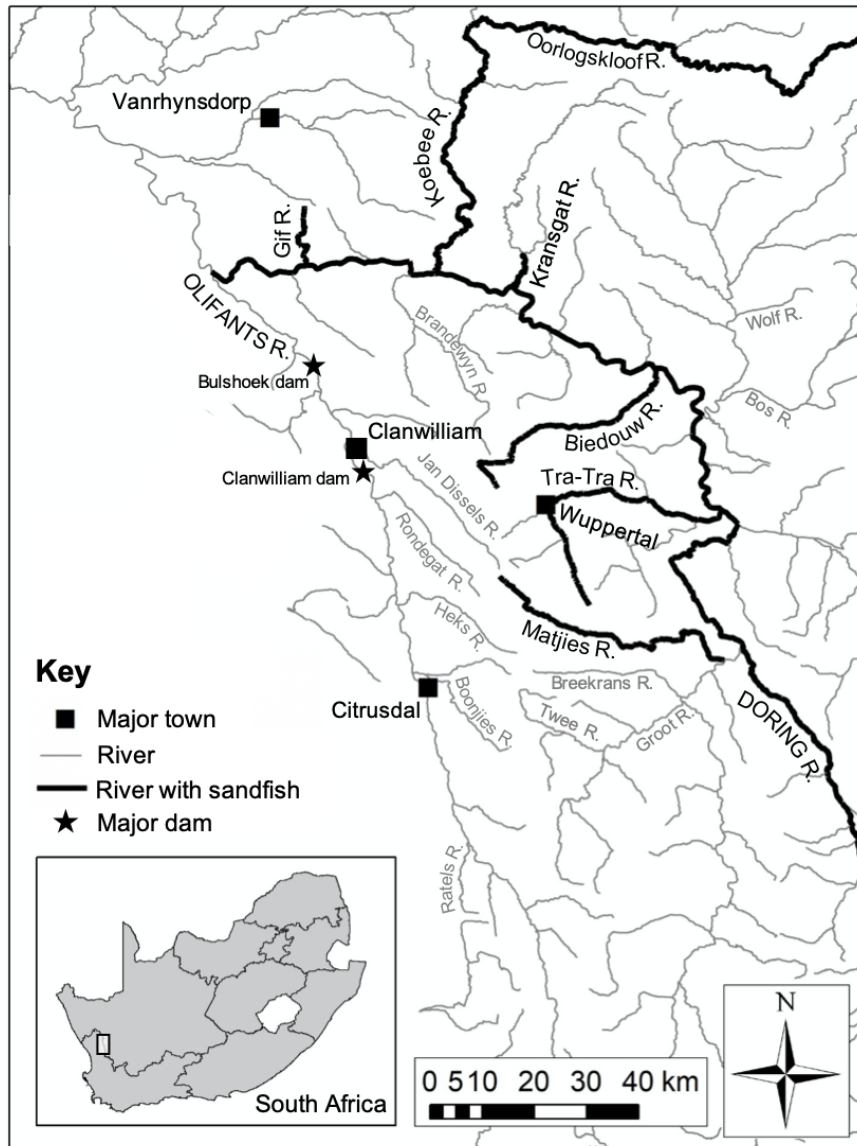 Oorlogskloof R.
Vanrhynsdorp
Koebee R.
Kransgat R.
Gif R.
OLIFANTS R.
Brandewyn R.
Wolf R.
Bulshoek dam
Bos R.
Clanwilliam
Biedouw R.
Clanwilliam dam
Jan Dissels R.
Tra-Tra R.
Wuppertal
Rondegat R.
Heks R.
Matjies R.
Key
Major town
River
River with sandfish
Major dam
Citrusdal
Boonjies R.
Breekrans R.
Twee R.
Groot R.
DORING R.
Ratels R.
South Africa
N
0 5 10 20 30 40 km